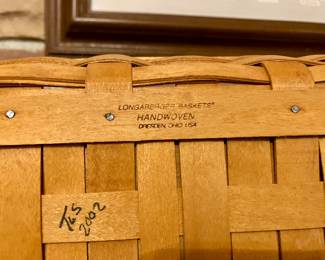 LONGABERGER BASKETS®
HANDWOVEN
DRESDEN, OHIO USA
2002